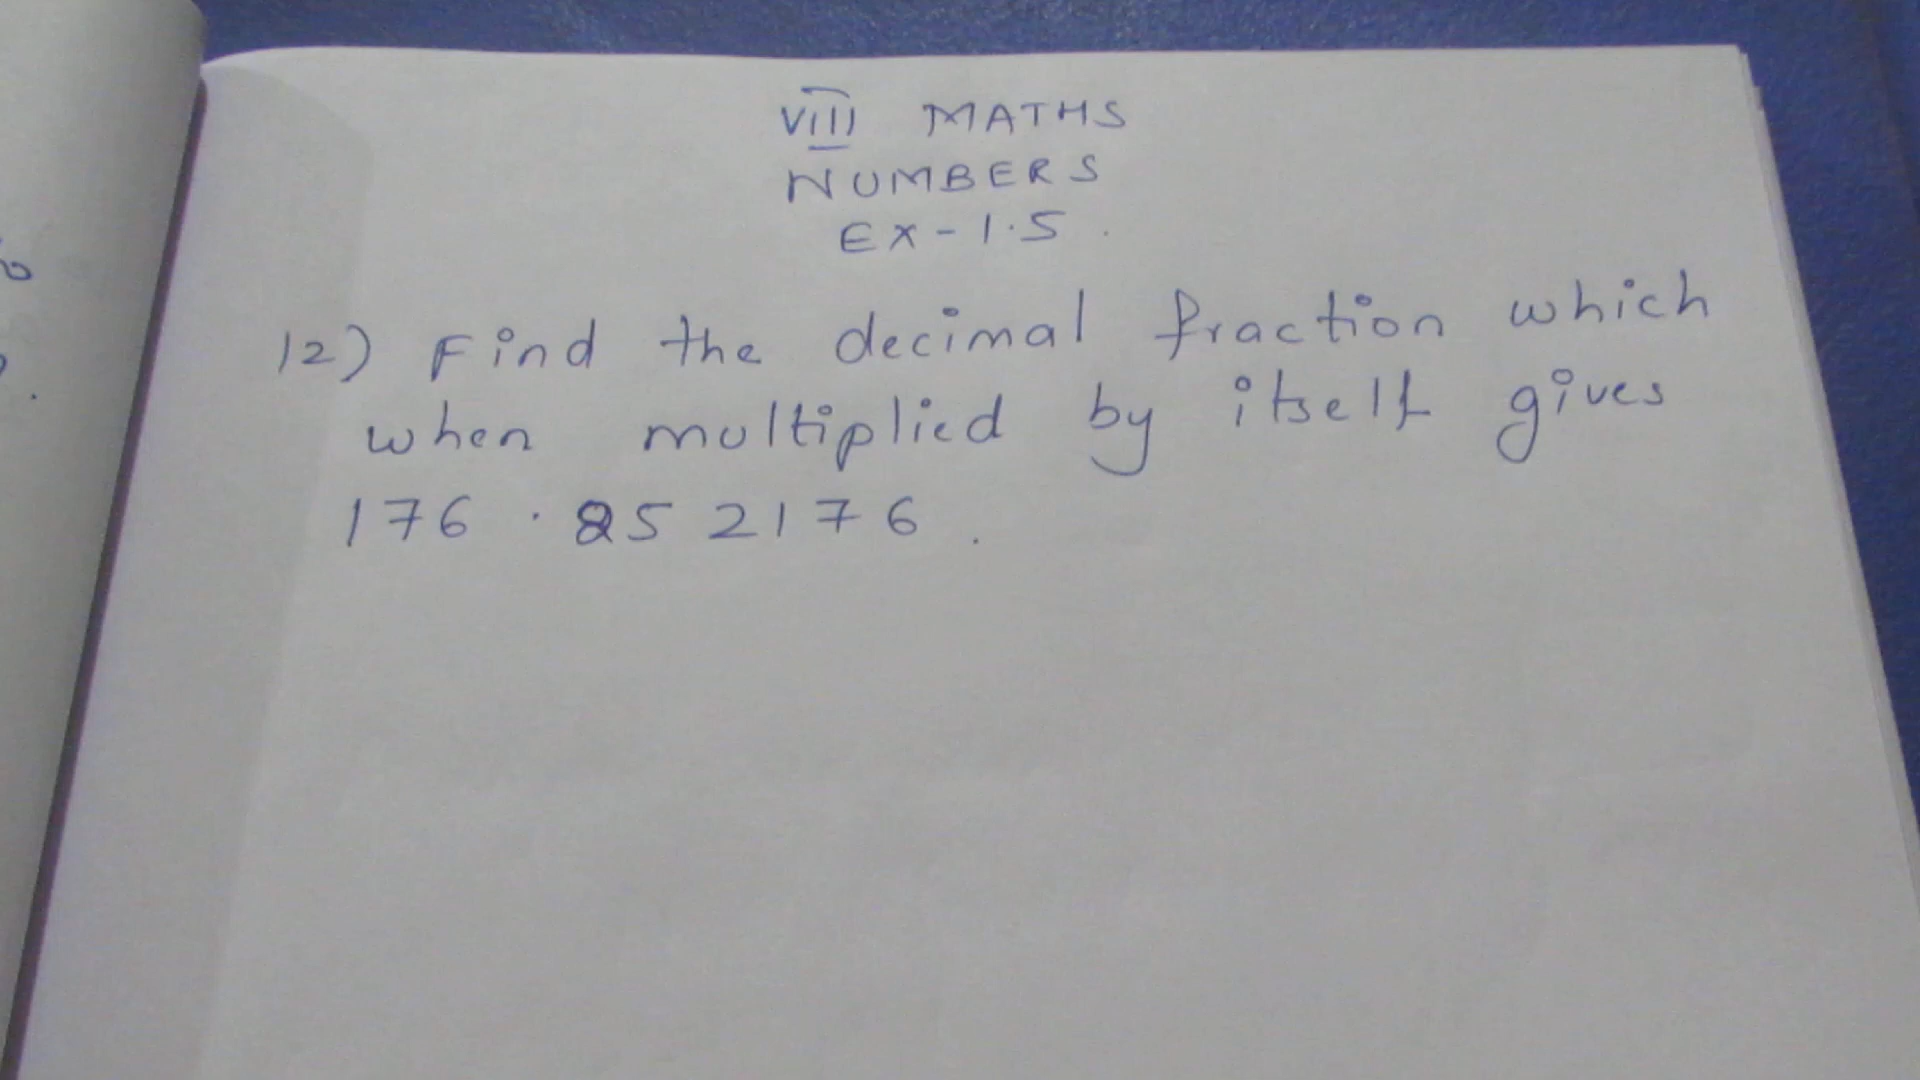 VIII MATHS
NUMBERS
EX-1.5.
12) Find the decimal fraction which
when multiplied by itself gives
176.252176.